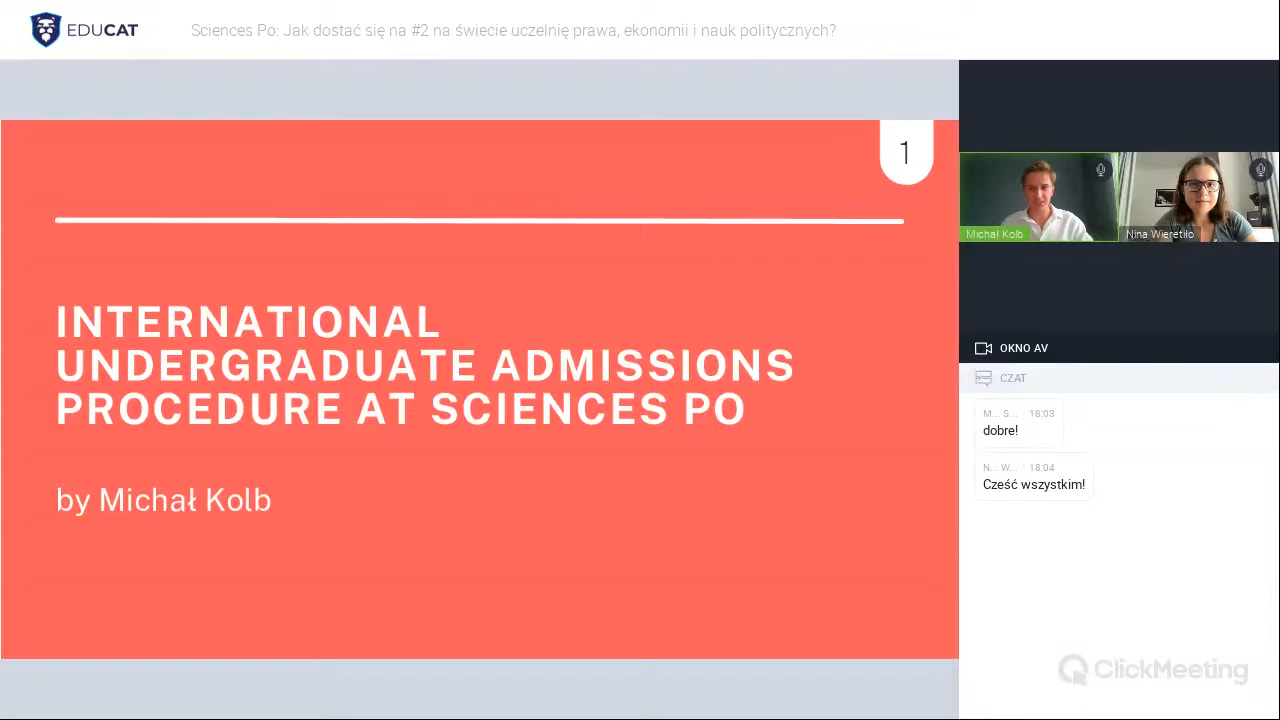 EDUCAT
Sciences Po: Jak dostać się na #2 na świecie uczelnię prawa, ekonomii i nauk politycznych?
1
INTERNATIONAL
UNDERGRADUATE ADMISSIONS
PROCEDURE AT SCIENCES PO
by Michał Kolb
Michał Kolb
Nina Wieretiło
OKNO AV
CZAT
M... S... 18:03
dobre!
N... W... 18:04
Cześć wszystkim!
ClickMeeting